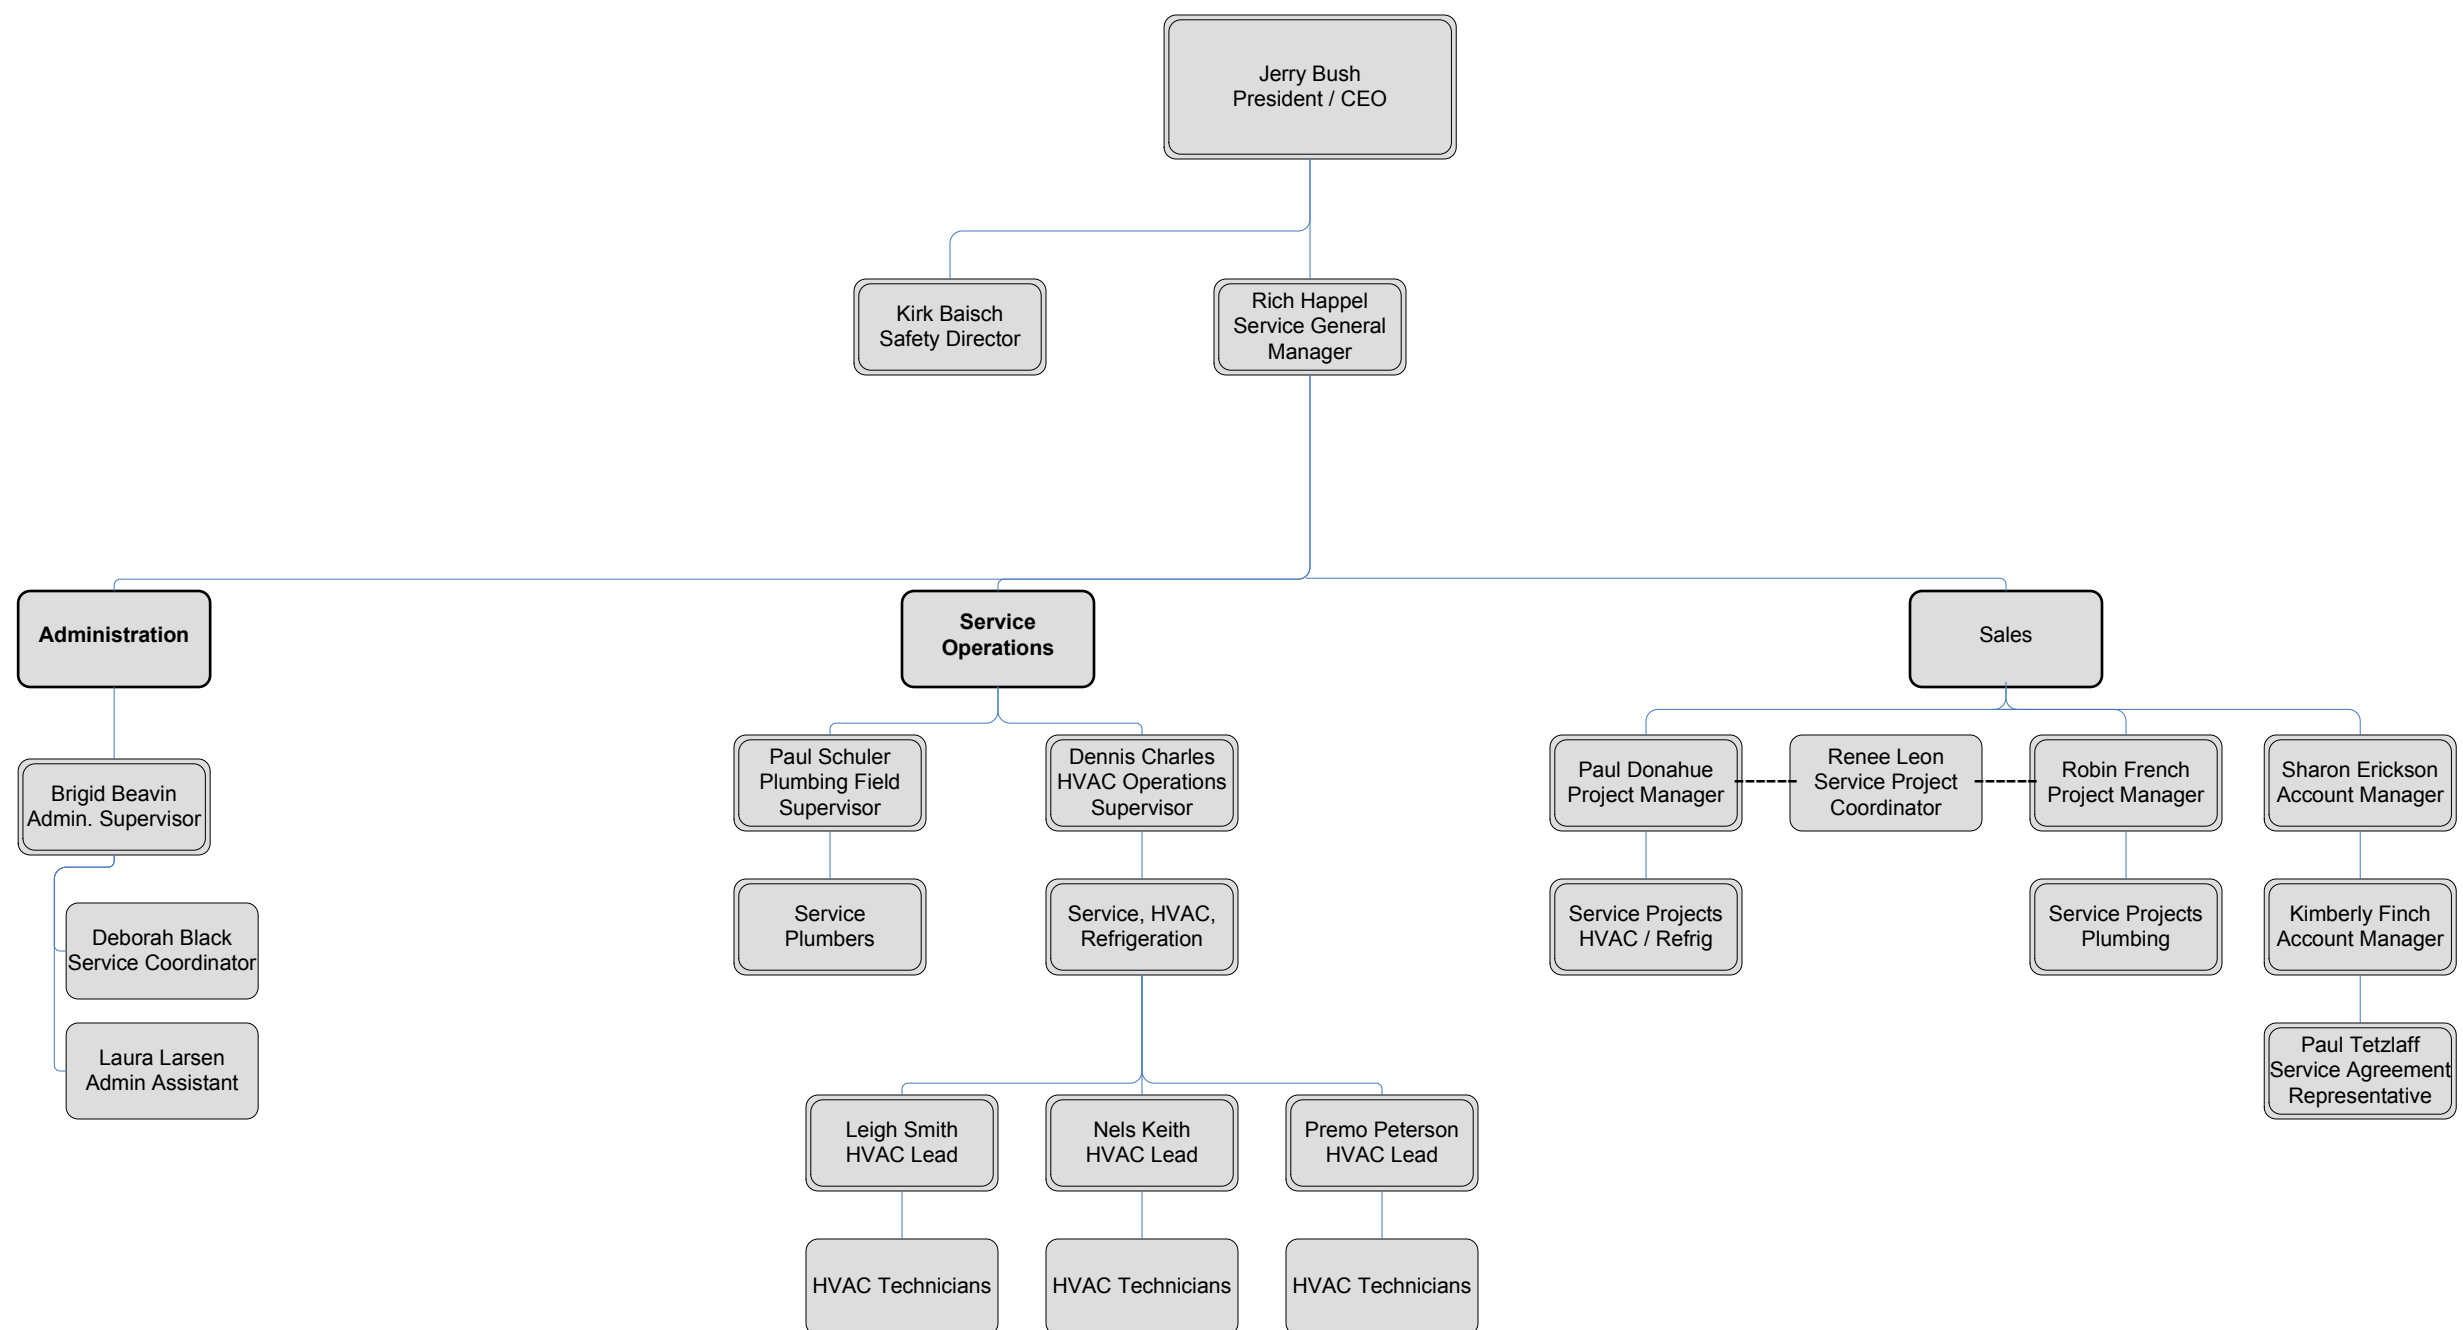 Jerry Bush
President / CEO
Kirk Baisch
Safety Director
Rich Happel
Service General
Manager
Administration
Service
Operations
Sales
Brigid Beavin
Admin. Supervisor
Deborah Black
Service Coordinator
Laura Larsen
Admin Assistant
Paul Schuler
Plumbing Field
Supervisor
Dennis Charles
HVAC Operations
Supervisor
Service
Plumbers
Service, HVAC,
Refrigeration
Leigh Smith
HVAC Lead
Nels Keith
HVAC Lead
Premo Peterson
HVAC Lead
HVAC Technicians
HVAC Technicians
HVAC Technicians
Paul Donahue
Project Manager
Renee Leon
Service Project
Coordinator
Robin French
Project Manager
Sharon Erickson
Account Manager
Service Projects
HVAC / Refrig
Service Projects
Plumbing
Kimberly Finch
Account Manager
Paul Tetzlaff
Service Agreement
Representative